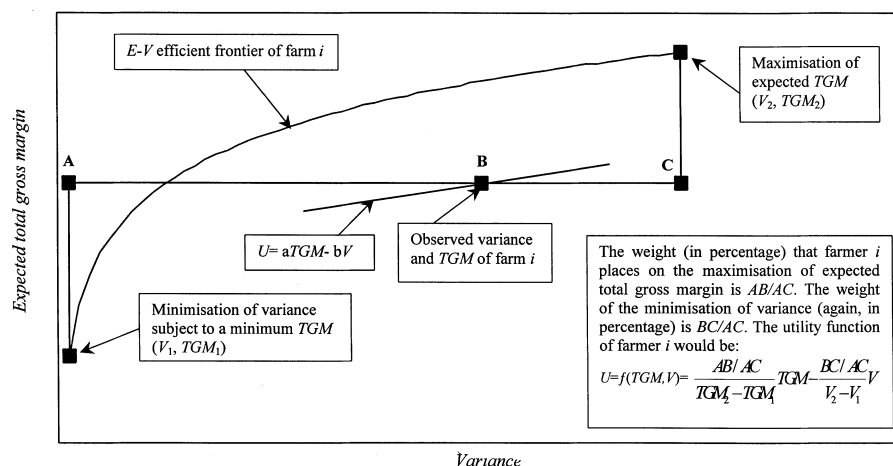 E-V efficient frontier of farm i
Maximisation of
expected TGM
(V₂, TGM₂)
Expected total gross margin
A
B
C
U= aTGM- bV
Observed variance
and TGM of farm i
Minimisation of variance
subject to a minimum TGM
(V₁, TGM₁)
The weight (in percentage) that farmer i
places on the maximisation of expected
total gross margin is AB/AC. The weight
of the minimisation of variance (again, in
percentage) is BC/AC. The utility function
of farmer i would be:
U=f(TGM,V)= AB/AC / TGM₂–TGM₁ TGM– BC/AC / V₂–V₁ V
Variance